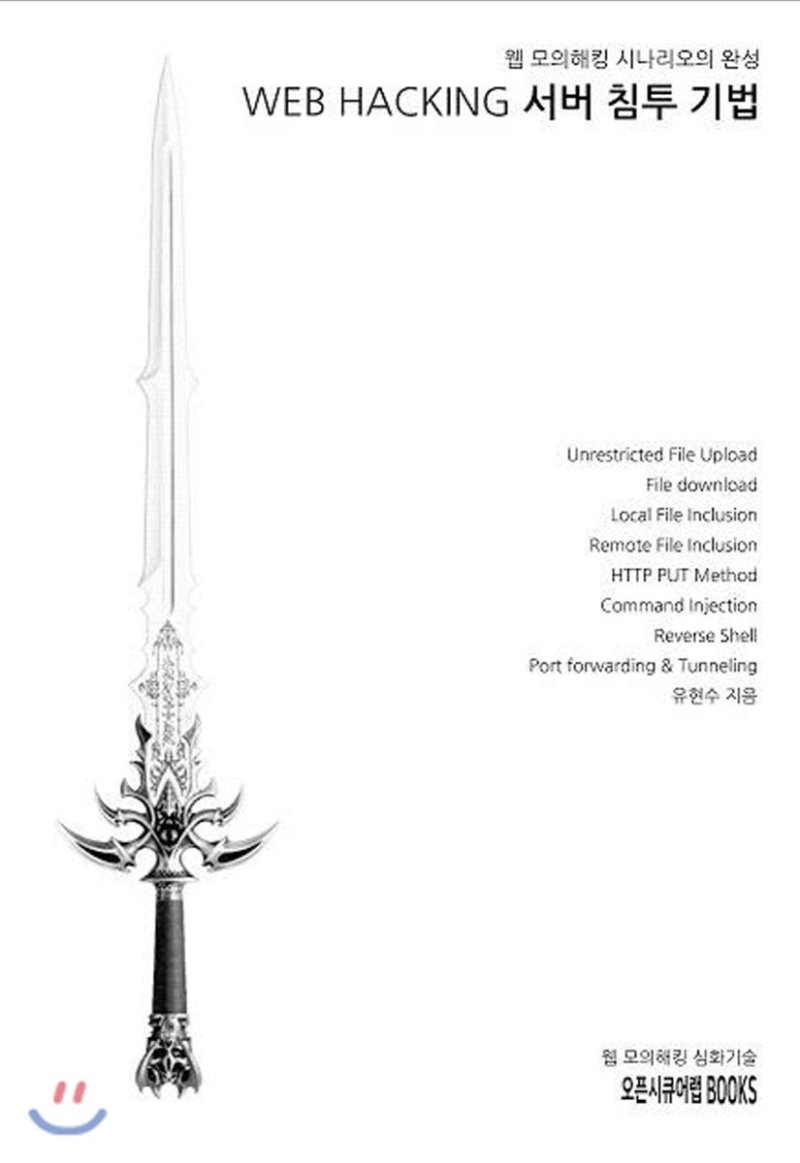 웹 모의해킹 시나리오의 완성
WEB HACKING 서버 침투 기법
Unrestricted File Upload
File download
Local File Inclusion
Remote File Inclusion
HTTP PUT Method
Command Injection
Reverse Shell
Port forwarding & Tunneling
유현수 지음
웹 모의해킹 심화기술
오픈시큐어랩 BOOKS